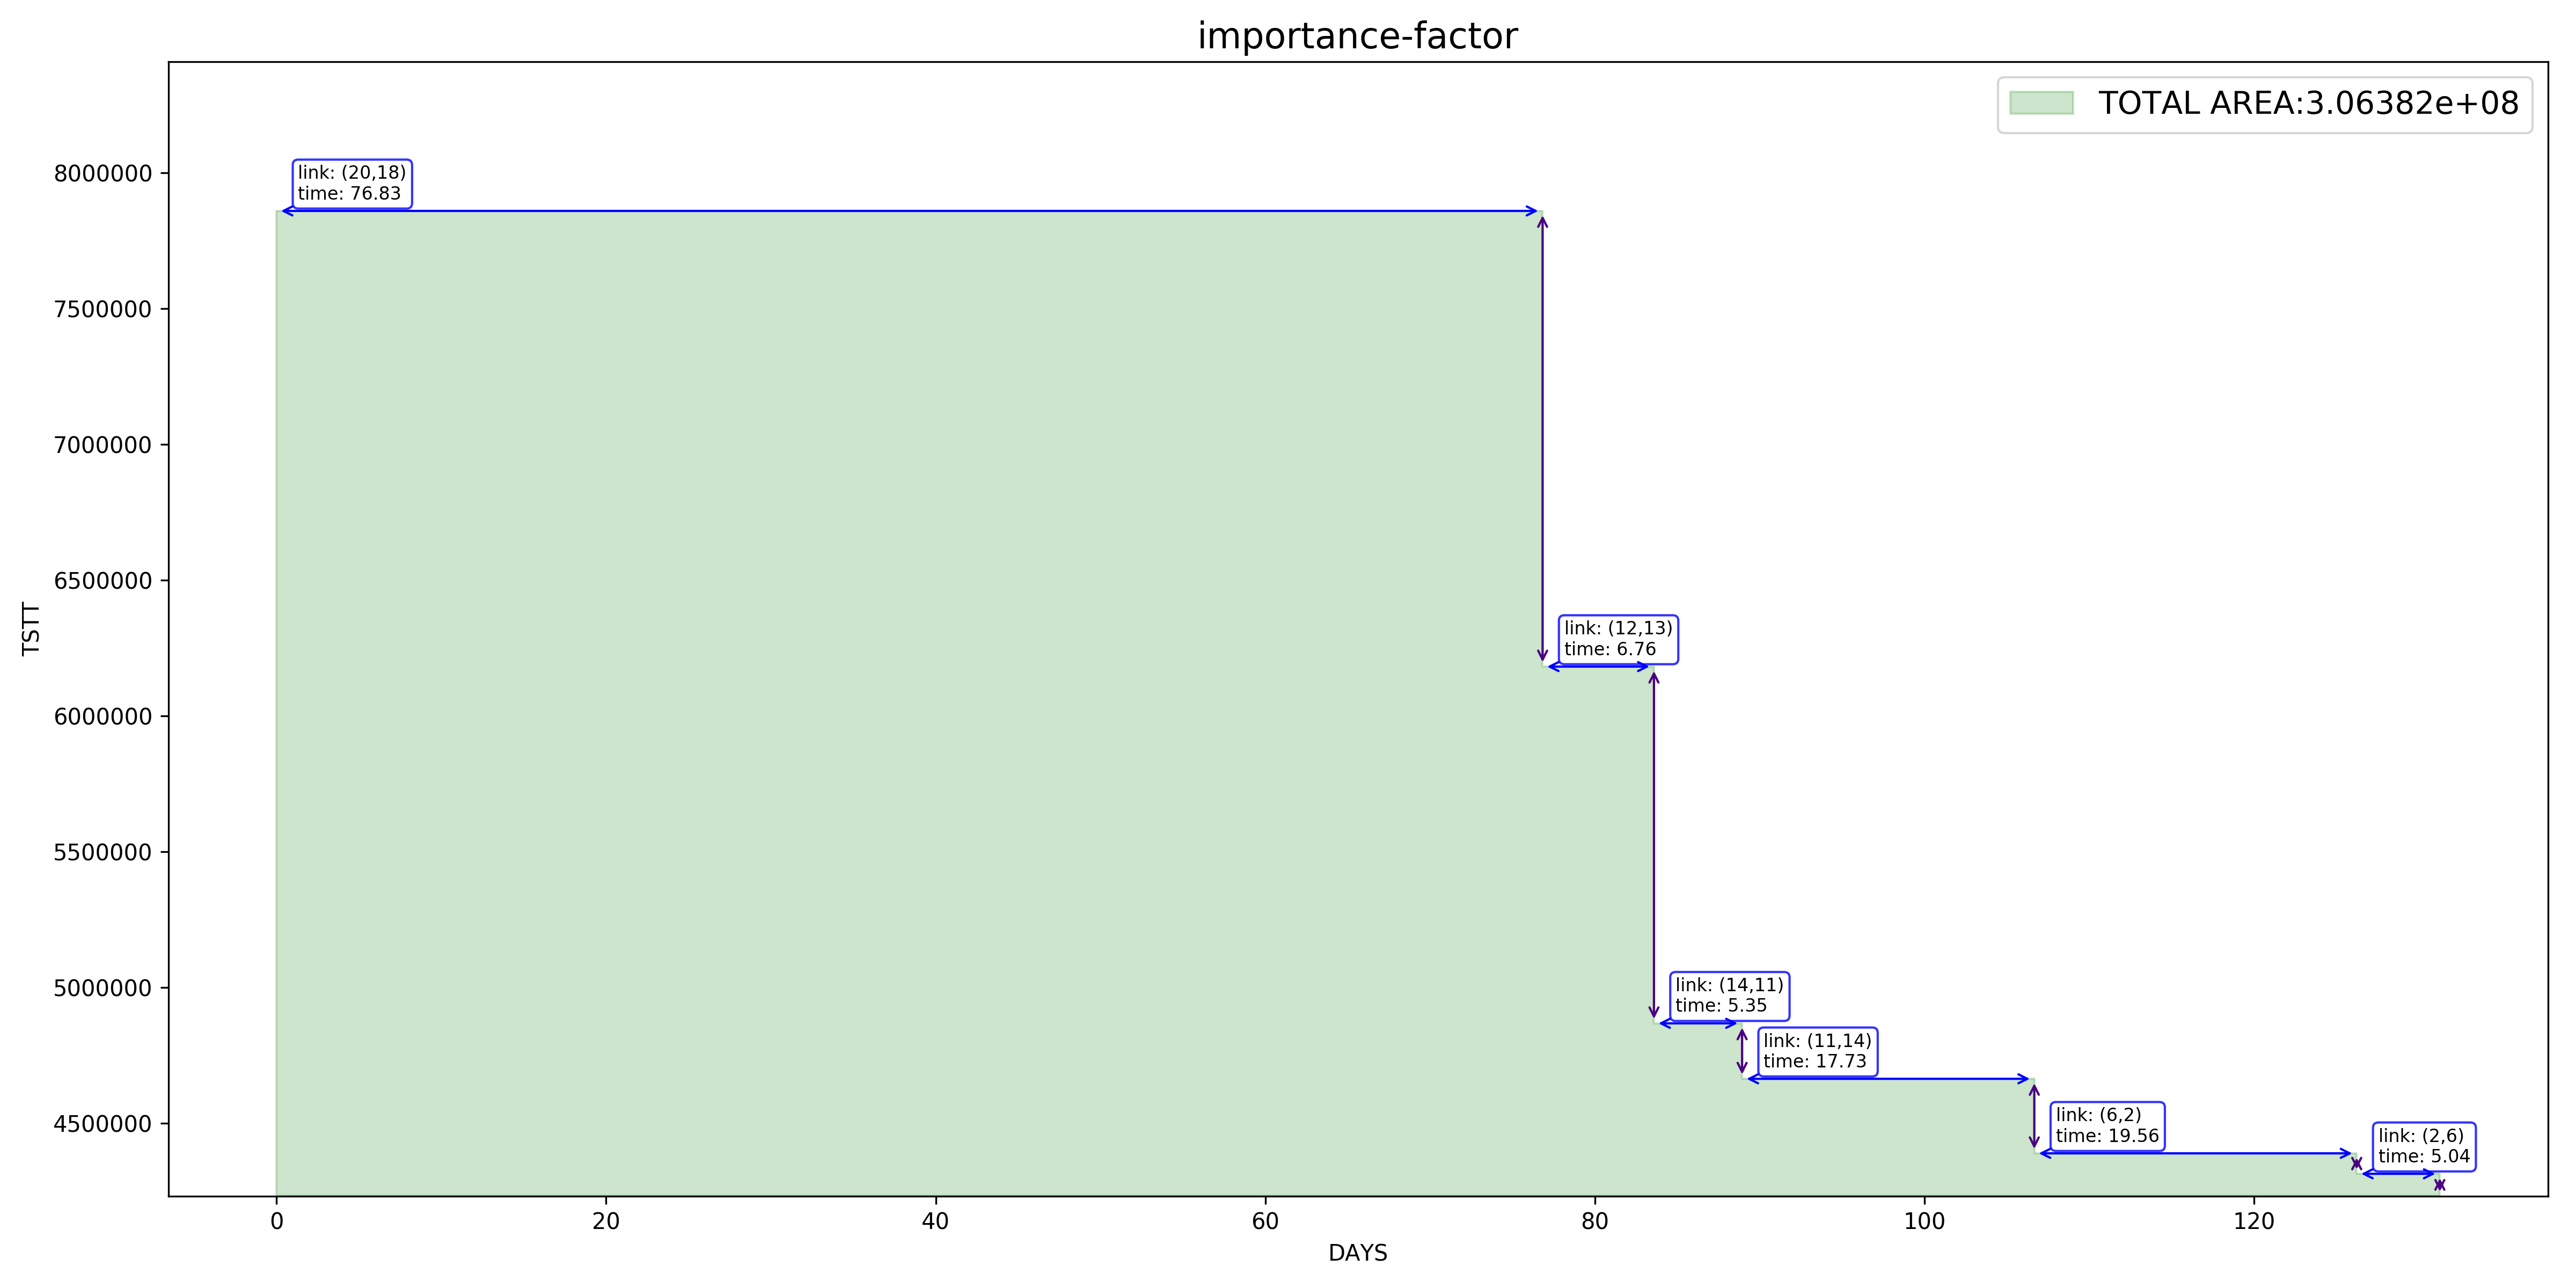 importance-factor
TOTAL AREA:3.06382e+08
link: (20,18)
time: 76.83
link: (12,13)
time: 6.76
link: (14,11)
time: 5.35
link: (11,14)
time: 17.73
link: (6,2)
time: 19.56
link: (2,6)
time: 5.04
8000000
7500000
7000000
6500000
6000000
5500000
5000000
4500000
TSTT
0 20 40 60 80 100 120
DAYS